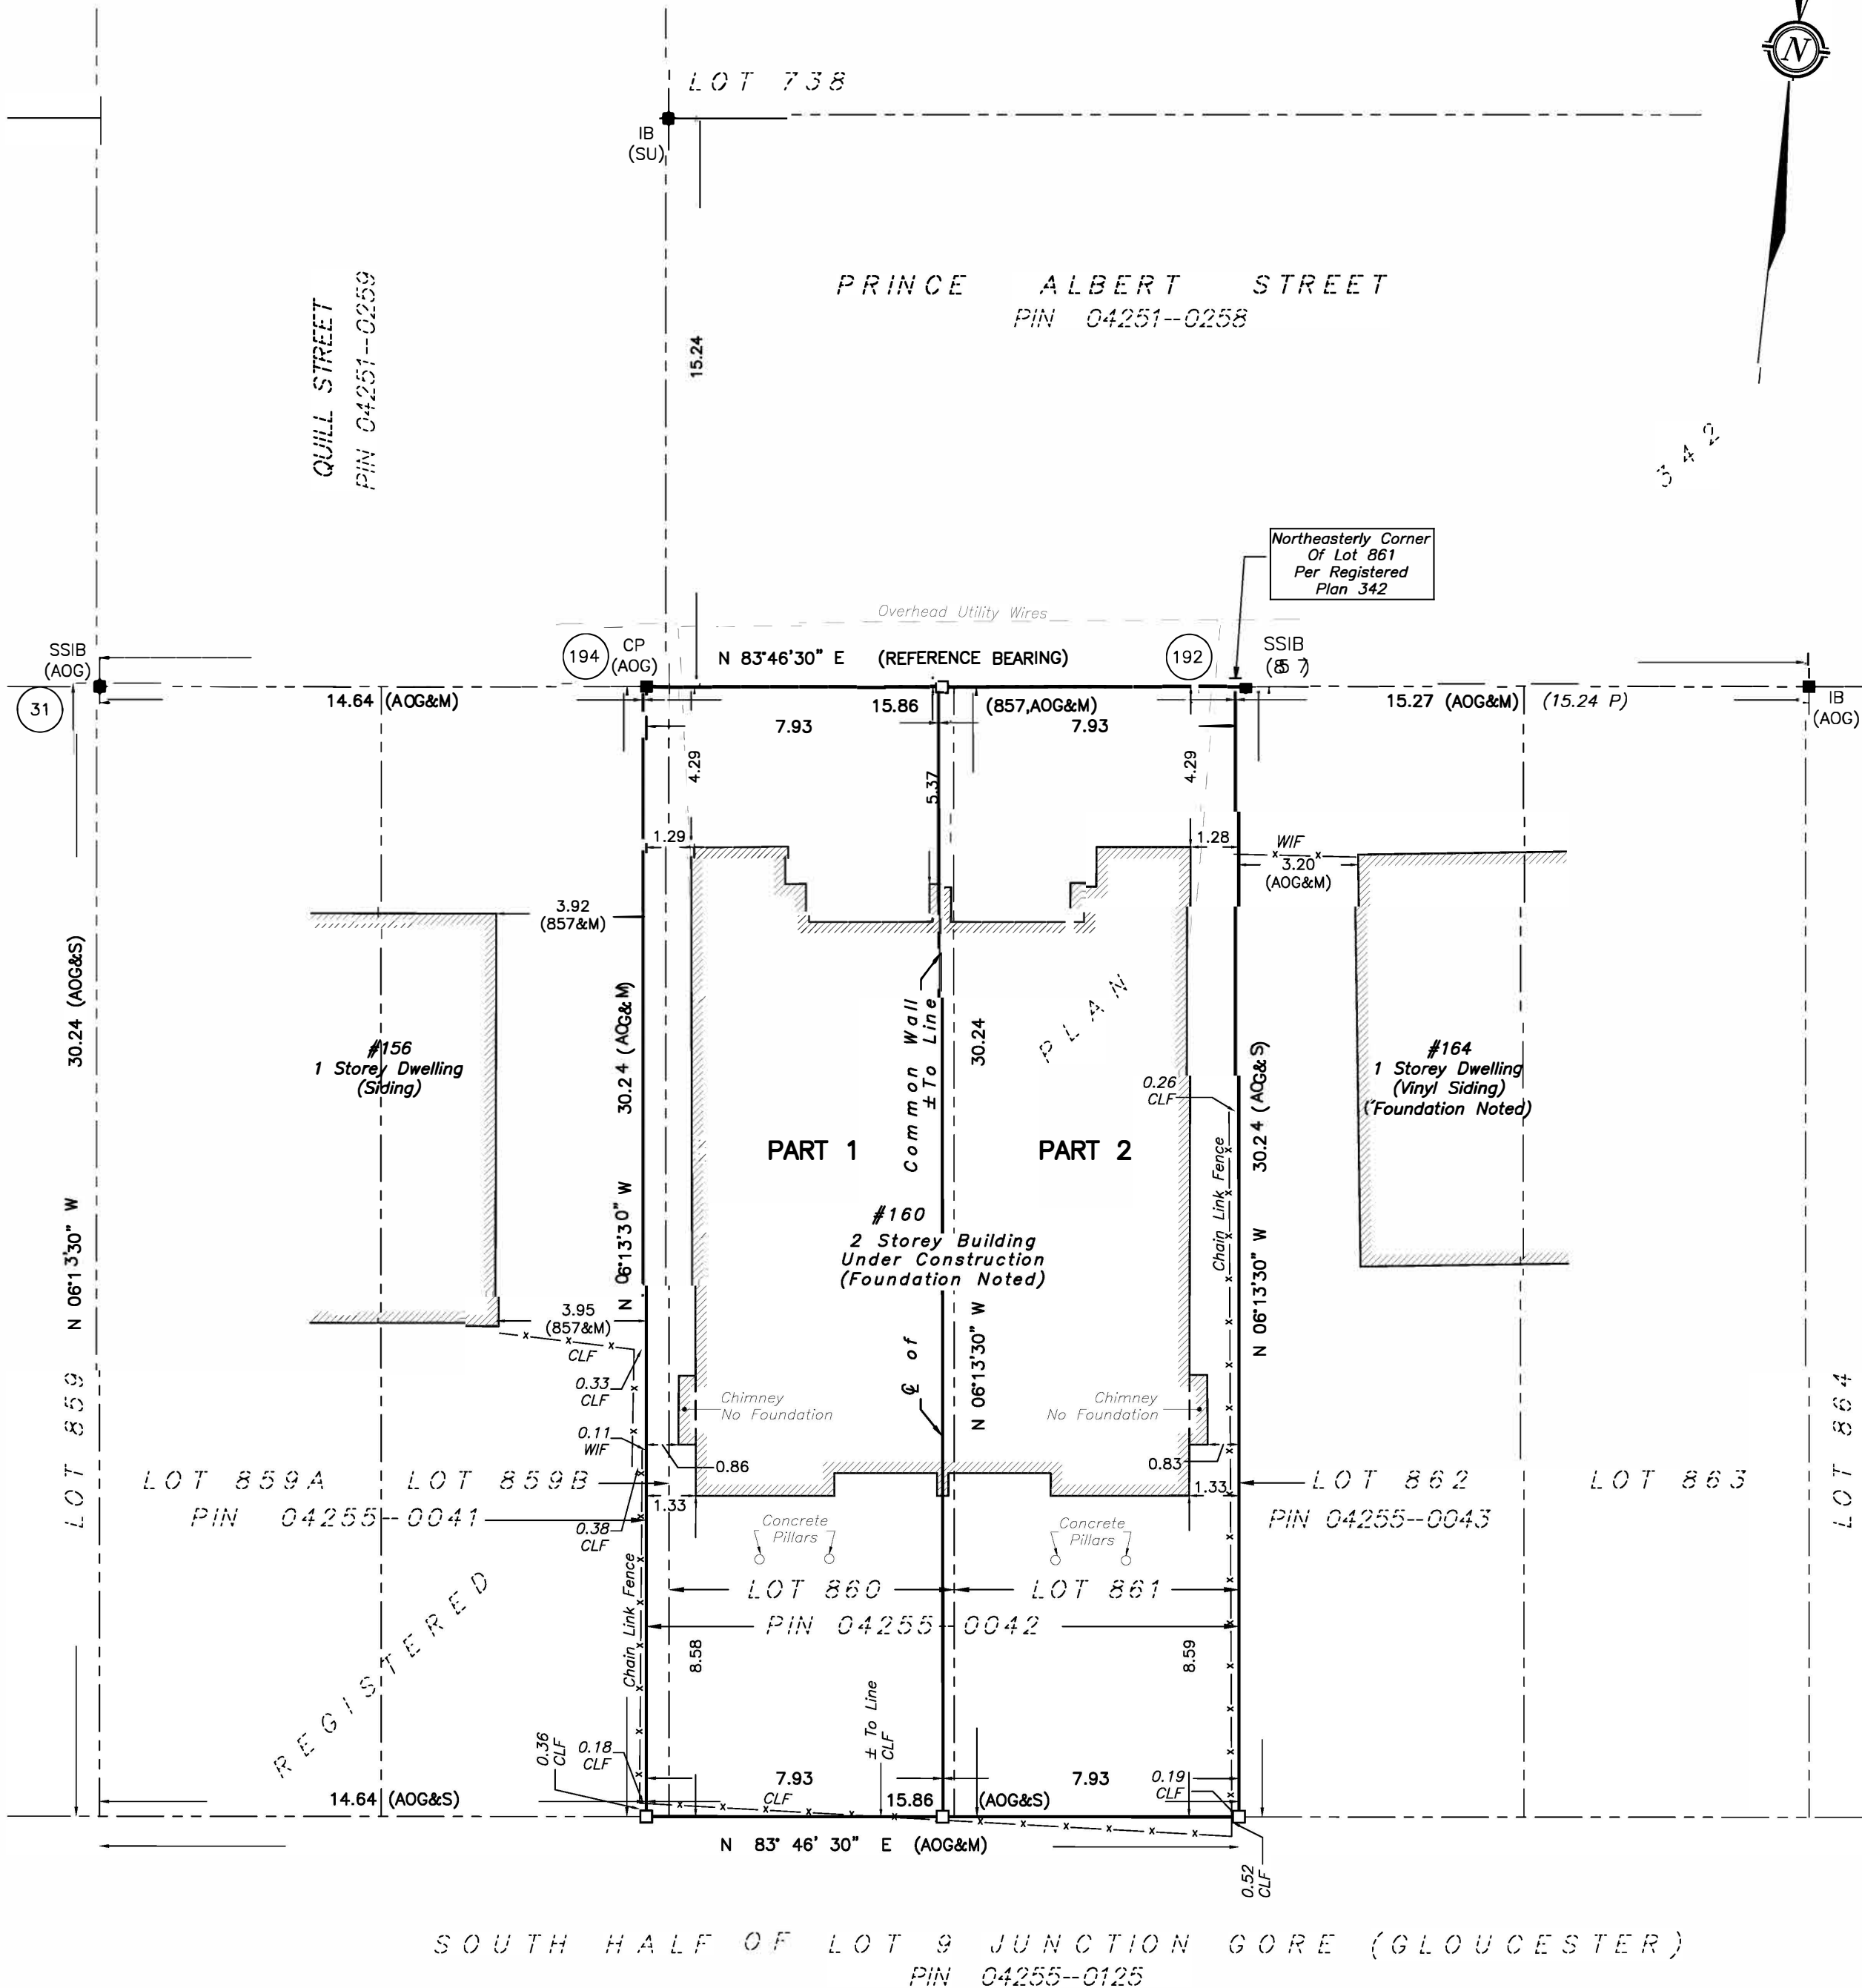 N
LOT 738
IB
(SU)
QUILL STREET
PIN 04251--0259
PRINCE ALBERT STREET
PIN 04251--0258
15.24
342
Northeasterly Corner
Of Lot 861
Per Registered
Plan 342
Overhead Utility Wires
SSIB
(AOG)
31
194
CP
(AOG)
N 83°46'30" E (REFERENCE BEARING)
192
SSIB
(857)
14.64 (AOG&M)
15.86 (857,AOG&M)
15.27 (AOG&M) (15.24 P)
IB
(AOG)
7.93
7.93
4.29
5.37
4.29
1.29
1.28
WIF
3.20
(AOG&M)
3.92
(857&M)
N 06°13'30" W 30.24 (AOG&S)
N 06°13'30" W 30.24 (AOG&M)
℄ of Common Wall
± To Line
N 06°13'30" W 30.24
PLAN
0.26
CLF
Chain Link Fence
N 06°13'30" W 30.24 (AOG&S)
#156
1 Storey Dwelling
(Siding)
#164
1 Storey Dwelling
(Vinyl Siding)
(Foundation Noted)
PART 1
PART 2
#160
2 Storey Building
Under Construction
(Foundation Noted)
3.95
(857&M)
CLF
0.33
CLF
Chimney
No Foundation
Chimney
No Foundation
0.11
WIF
0.86
0.83
LOT 859
LOT 859A
LOT 859B
PIN 04255--0041
1.33
1.33
LOT 862
LOT 863
PIN 04255--0043
LOT 864
0.38
CLF
Concrete
Pillars
Concrete
Pillars
Chain Link Fence
LOT 860
LOT 861
PIN 04255--0042
REGISTERED
8.58
8.59
± To Line
CLF
0.36
CLF
0.18
CLF
7.93
CLF
7.93
0.19
CLF
14.64 (AOG&S)
15.86 (AOG&S)
N 83° 46' 30" E (AOG&M)
0.52
CLF
SOUTH HALF OF LOT 9 JUNCTION GORE (GLOUCESTER)
PIN 04255--0125